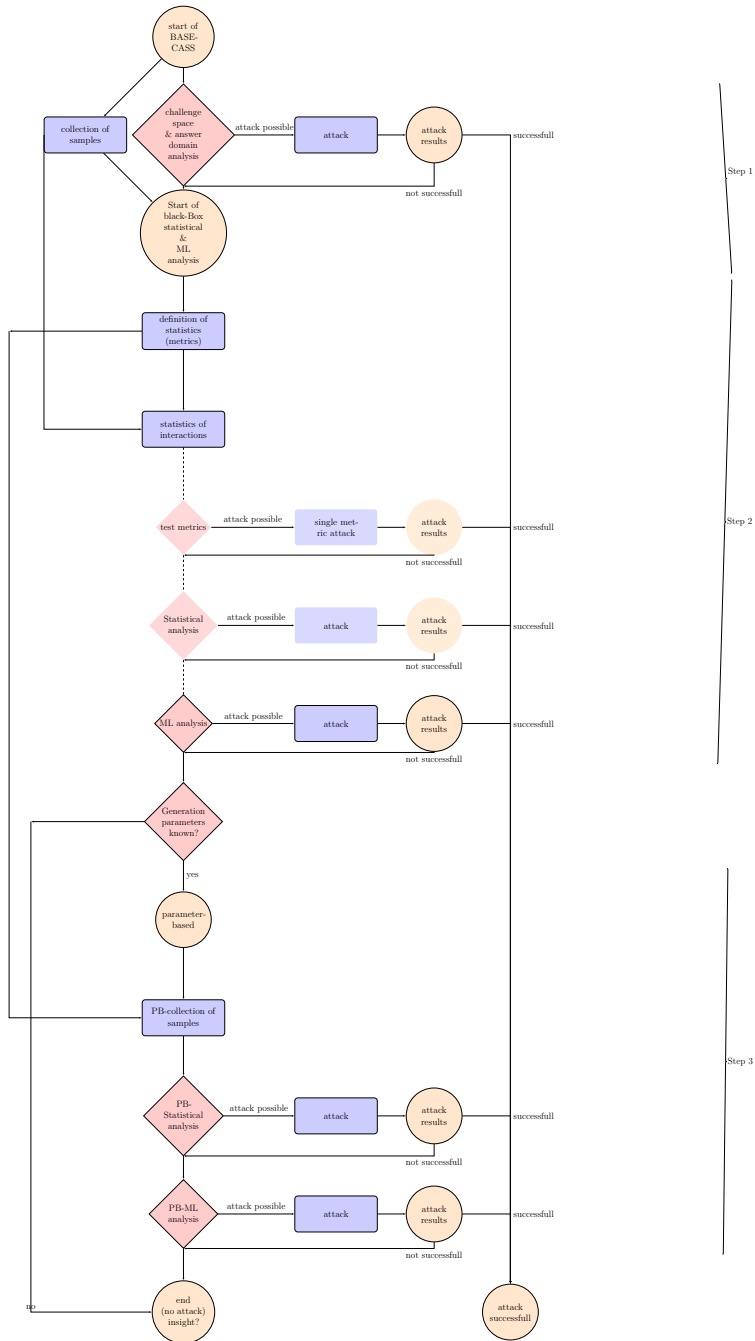 start of
BASE-
CASS
challenge
space
& answer
domain
analysis
collection of
samples
attack possible
attack
attack
results
successfull
not successfull
Step 1
Start of
black-Box
statistical
&
ML
analysis
definition of
statistics
(metrics)
statistics of
interactions
test metrics
attack possible
single met-
ric attack
attack
results
successfull
not successfull
Step 2
Statistical
analysis
attack possible
attack
attack
results
successfull
not successfull
ML analysis
attack possible
attack
attack
results
successfull
not successfull
Generation
parameters
known?
yes
parameter-
based
PB-collection of
samples
Step 3
PB-
Statistical
analysis
attack possible
attack
attack
results
successfull
not successfull
PB-ML
analysis
attack possible
attack
attack
results
successfull
not successfull
no
end
(no attack)
insight?
attack
successfull